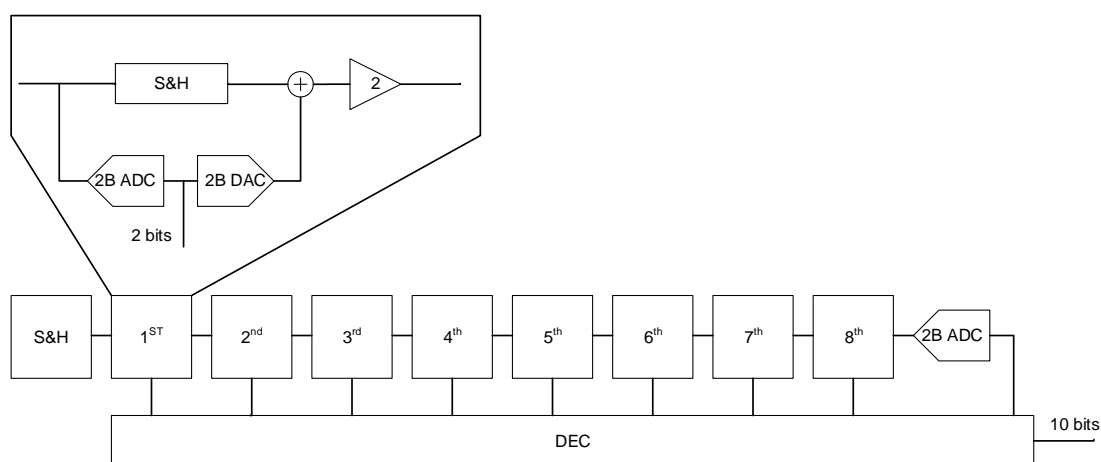 S&H
2
2B ADC
2B DAC
2 bits
S&H
1ST
2nd
3rd
4th
5th
6th
7th
8th
2B ADC
10 bits
DEC